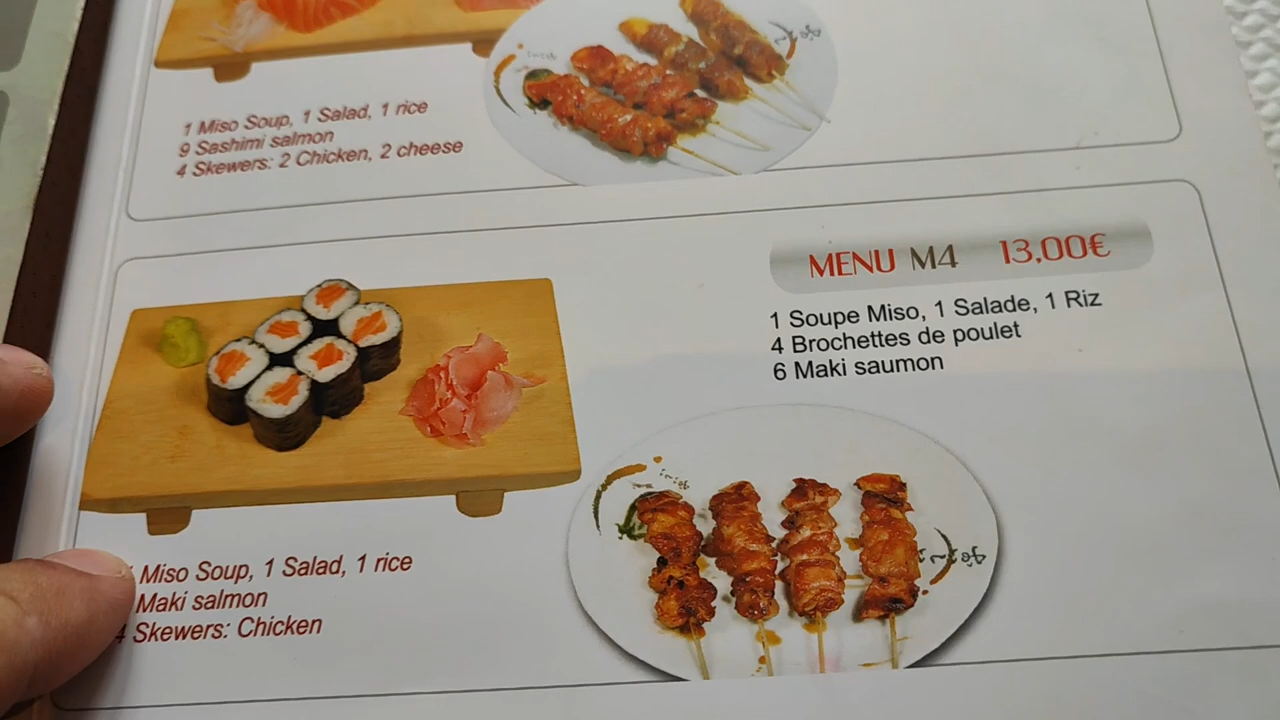 1 Miso Soup, 1 Salad, 1 rice
9 Sashimi salmon
4 Skewers: 2 Chicken, 2 cheese
MENU M4 13,00€
1 Soupe Miso, 1 Salade, 1 Riz
4 Brochettes de poulet
6 Maki saumon
Miso Soup, 1 Salad, 1 rice
Maki salmon
4 Skewers: Chicken